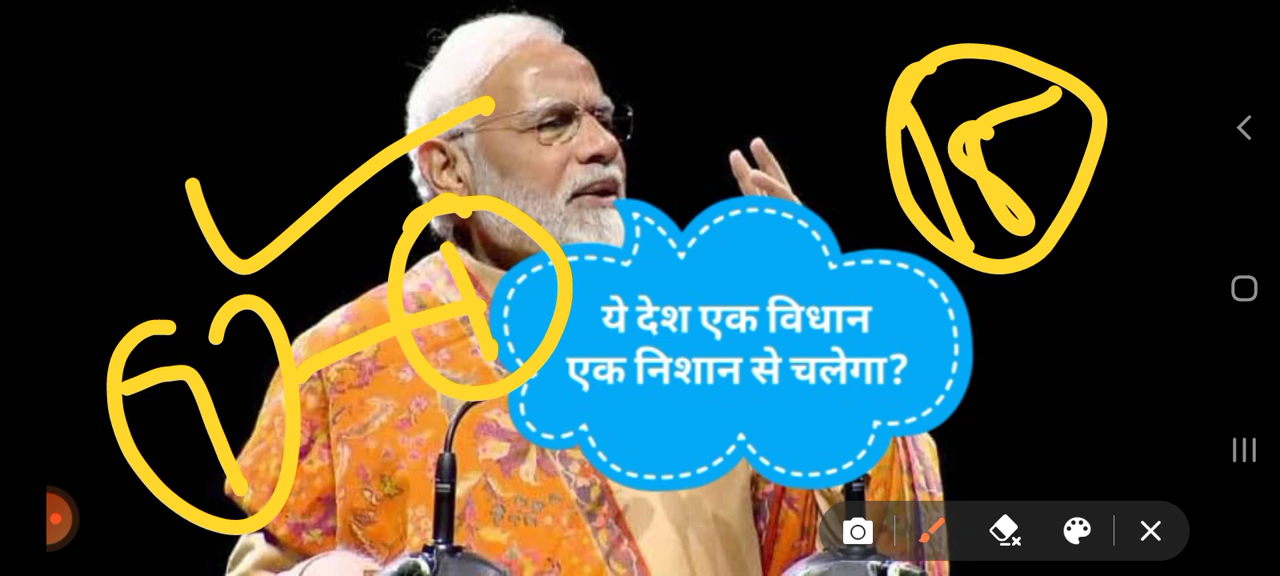 ये देश एक विधान
एक निशान से चलेगा?